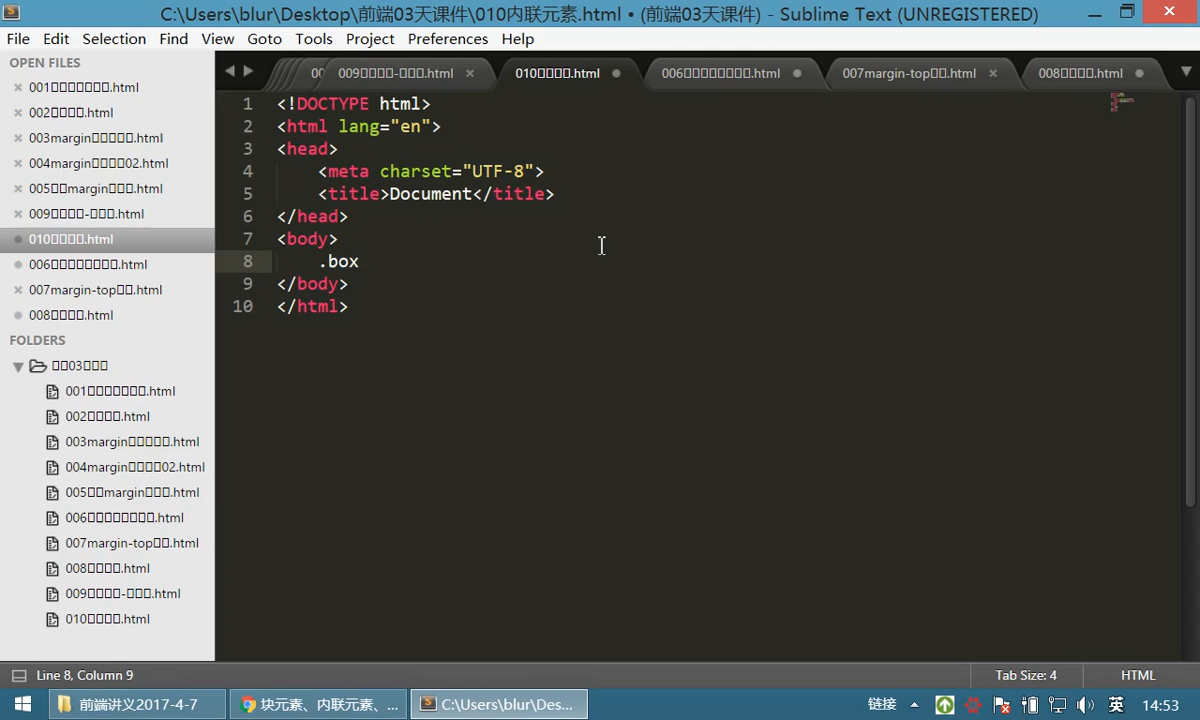 C:\Users\blur\Desktop\前端03天课件\010内联元素.html • (前端03天课件) - Sublime Text (UNREGISTERED)
File Edit Selection Find View Goto Tools Project Preferences Help
OPEN FILES
001□□□□□□□.html
002□□□□.html
003margin□□□□□.html
004margin□□□□02.html
005□□margin□□□.html
009□□□□-□□□.html
010□□□□.html
006□□□□□□□□.html
007margin-top□□.html
008□□□□.html
FOLDERS
□□03□□□
001□□□□□□□.html
002□□□□.html
003margin□□□□□.html
004margin□□□□02.html
005□□margin□□□.html
006□□□□□□□□.html
007margin-top□□.html
008□□□□.html
009□□□□-□□□.html
010□□□□.html
00 009□□□□-□□□.html 010□□□□.html 006□□□□□□□□.html 007margin-top□□.html 008□□□□.html
1 <!DOCTYPE html>
2 <html lang="en">
3 <head>
4 <meta charset="UTF-8">
5 <title>Document</title>
6 </head>
7 <body>
8 .box
9 </body>
10 </html>
Line 8, Column 9 Tab Size: 4 HTML
前端讲义2017-4-7 块元素、内联元素、... C:\Users\blur\Des... 链接 英 14:53